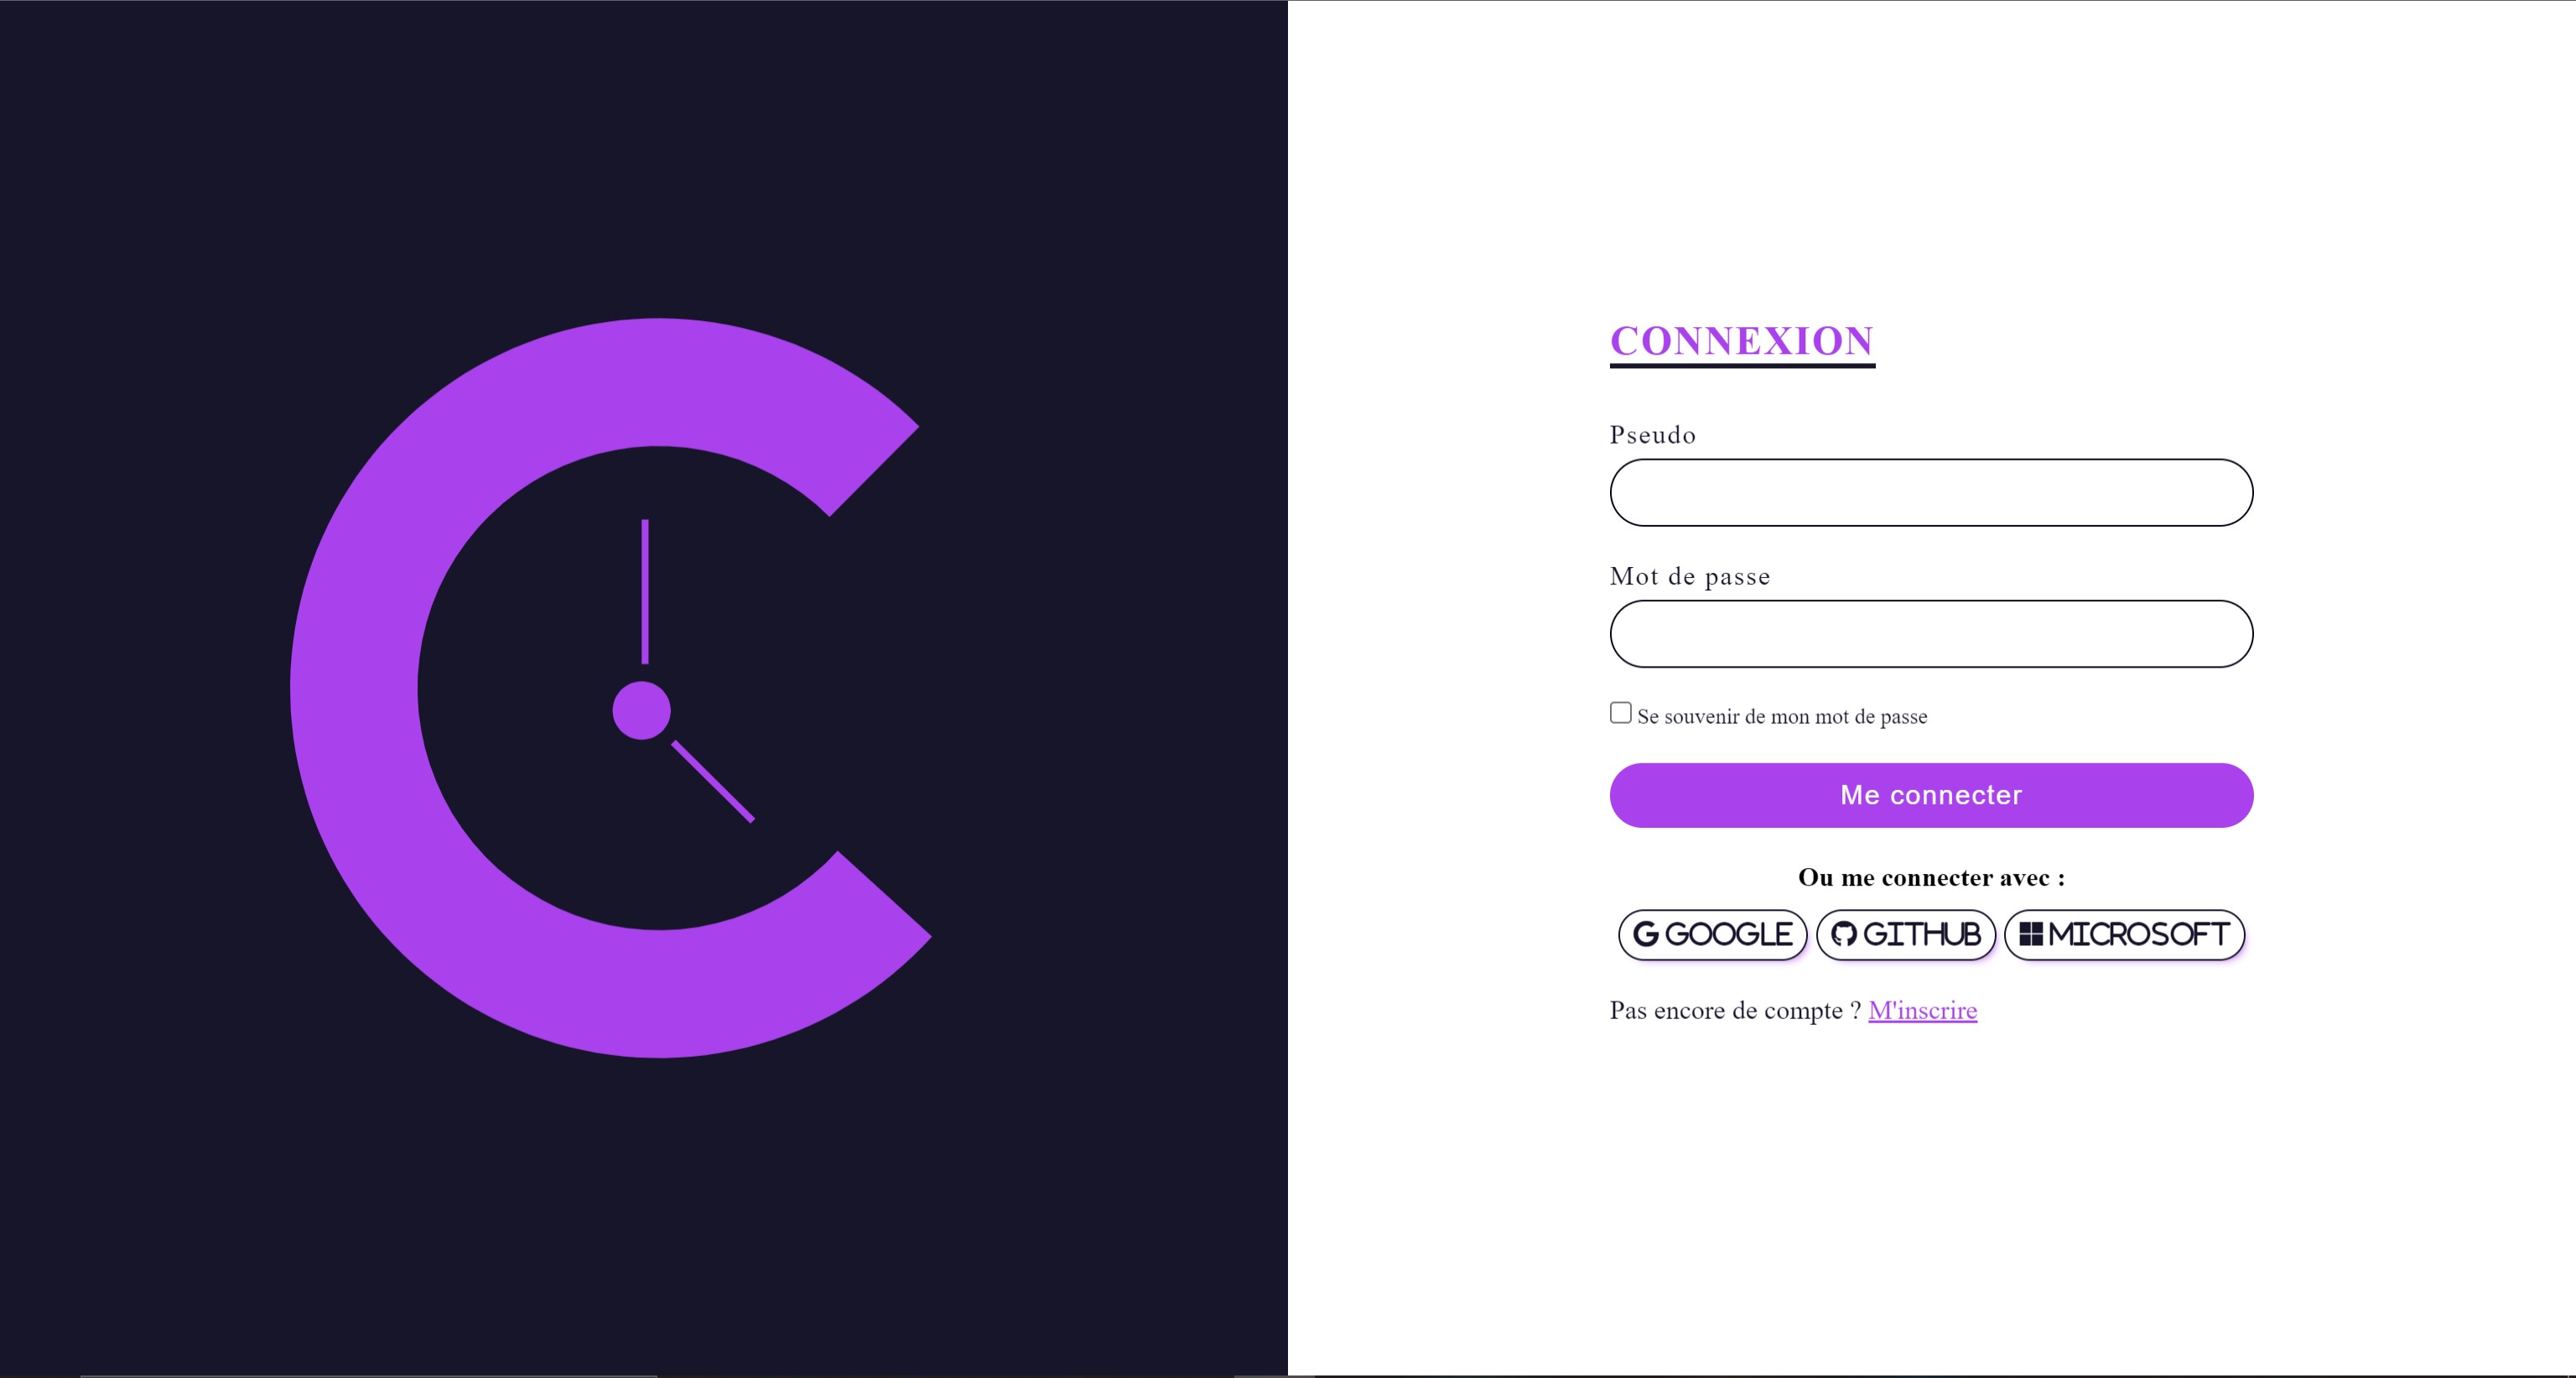 CONNEXION
Pseudo
Mot de passe
Se souvenir de mon mot de passe
Me connecter
Ou me connecter avec :
GOOGLE GITHUB MICROSOFT
Pas encore de compte ? M'inscrire